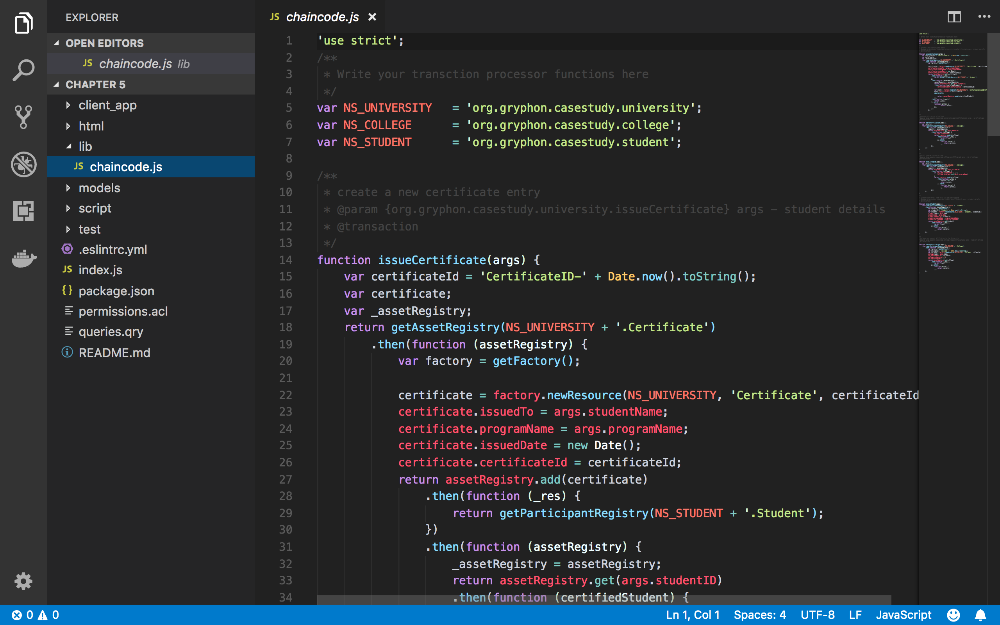 EXPLORER
OPEN EDITORS
JS chaincode.js lib
CHAPTER 5
client_app
html
lib
JS chaincode.js
models
script
test
.eslintrc.yml
JS index.js
{} package.json
permissions.acl
queries.qry
README.md
JS chaincode.js ×
1 'use strict';
2 /**
3  * Write your transction processor functions here
4  */
5 var NS_UNIVERSITY   = 'org.gryphon.casestudy.university';
6 var NS_COLLEGE      = 'org.gryphon.casestudy.college';
7 var NS_STUDENT      = 'org.gryphon.casestudy.student';
8
9 /**
10  * create a new certificate entry
11  * @param {org.gryphon.casestudy.university.issueCertificate} args - student details
12  * @transaction
13  */
14 function issueCertificate(args) {
15     var certificateId = 'CertificateID-' + Date.now().toString();
16     var certificate;
17     var _assetRegistry;
18     return getAssetRegistry(NS_UNIVERSITY + '.Certificate')
19         .then(function (assetRegistry) {
20             var factory = getFactory();
21
22             certificate = factory.newResource(NS_UNIVERSITY, 'Certificate', certificateId
23             certificate.issuedTo = args.studentName;
24             certificate.programName = args.programName;
25             certificate.issuedDate = new Date();
26             certificate.certificateId = certificateId;
27             return assetRegistry.add(certificate)
28                 .then(function (_res) {
29                     return getParticipantRegistry(NS_STUDENT + '.Student');
30                 })
31                 .then(function (assetRegistry) {
32                     _assetRegistry = assetRegistry;
33                     return assetRegistry.get(args.studentID)
34                     .then(function (certifiedStudent) {
0 0 Ln 1, Col 1 Spaces: 4 UTF-8 LF JavaScript